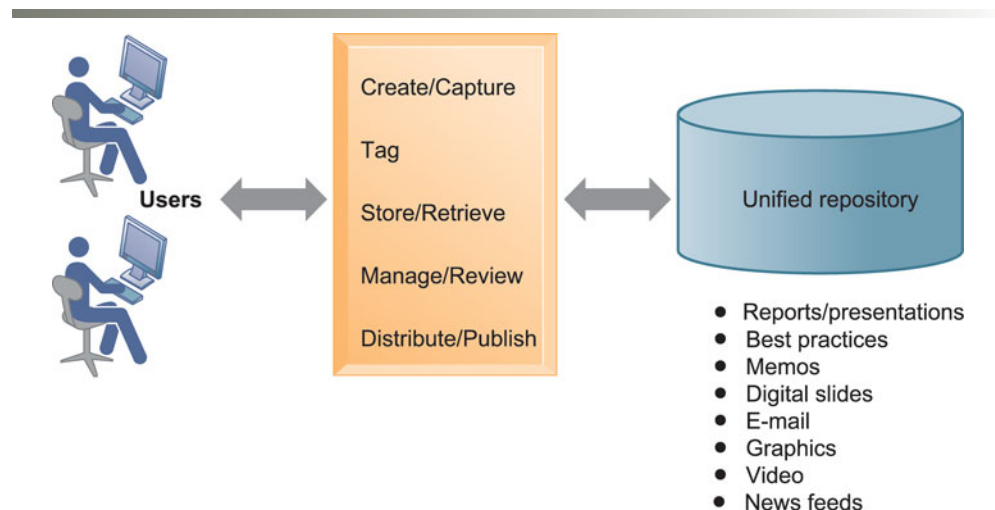 Users
Create/Capture
Tag
Store/Retrieve
Manage/Review
Distribute/Publish
Unified repository
● Reports/presentations
● Best practices
● Memos
● Digital slides
● E-mail
● Graphics
● Video
● News feeds